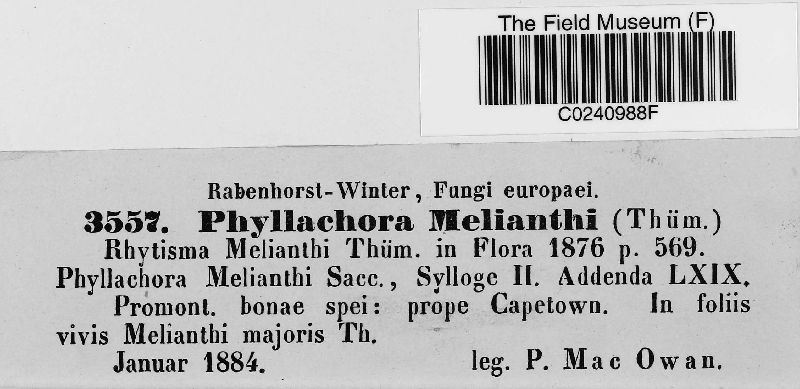 The Field Museum (F)
C0240988F
Rabenhorst-Winter, Fungi europaei.
3557. Phyllachora Melianthi (Thüm.)
Rhytisma Melianthi Thüm. in Flora 1876 p. 569.
Phyllachora Melianthi Sacc., Sylloge II. Addenda LXIX.
Promont. bonae spei: prope Capetown. In foliis
vivis Melianthi majoris Th.
Januar 1884. leg. P. Mac Owan.